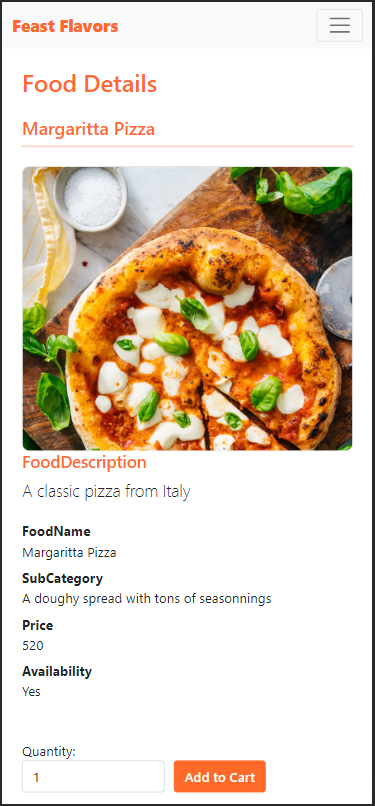 Feast Flavors
Food Details
Margaritta Pizza
FoodDescription
A classic pizza from Italy
FoodName
Margaritta Pizza
SubCategory
A doughy spread with tons of seasonnings
Price
520
Availability
Yes
Quantity:
1
Add to Cart